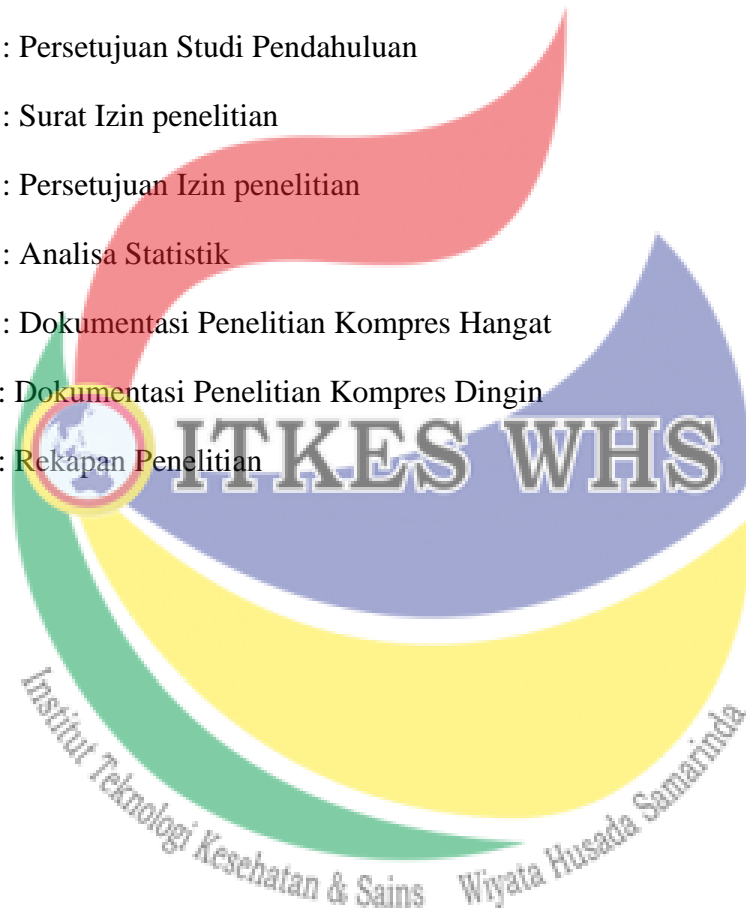 : Persetujuan Studi Pendahuluan
: Surat Izin penelitian
: Persetujuan Izin penelitian
: Analisa Statistik
: Dokumentasi Penelitian Kompres Hangat
: Dokumentasi Penelitian Kompres Dingin
: Rekapan Penelitian
ITKES WHS
Institut Teknologi Kesehatan & Sains Wiyata Husada Samarinda